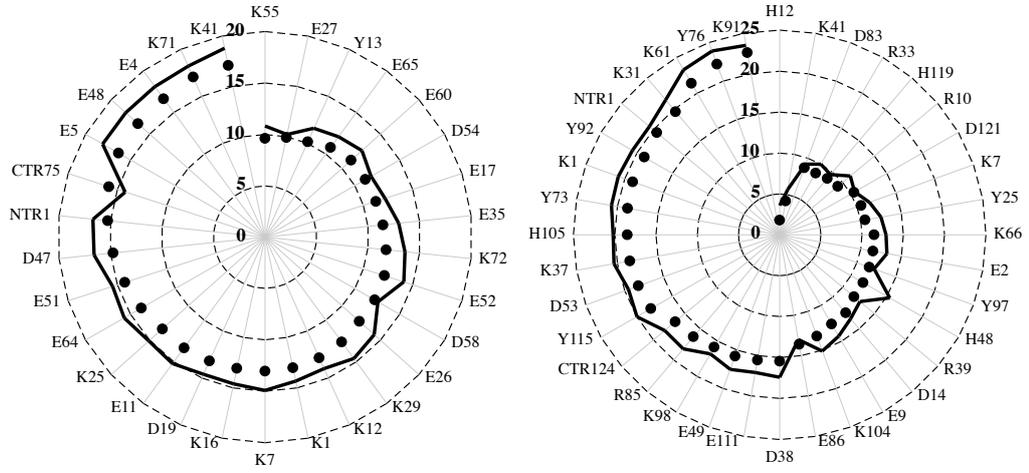 K55
E27
Y13
E65
E60
D54
E17
E35
K72
E52
D58
E26
K29
K12
K1
K7
K16
D19
E11
K25
E64
E51
D47
NTR1
CTR75
E5
E48
E4
K71
K41
20
15
10
5
0
H12
K41
D83
R33
H119
R10
D121
K7
Y25
K66
E2
Y97
H48
R39
D14
E9
K104
E86
D38
E111
E49
K98
R85
CTR124
Y115
D53
K37
H105
Y73
K1
Y92
NTR1
K31
K61
Y76
K91
25
20
15
10
5
0